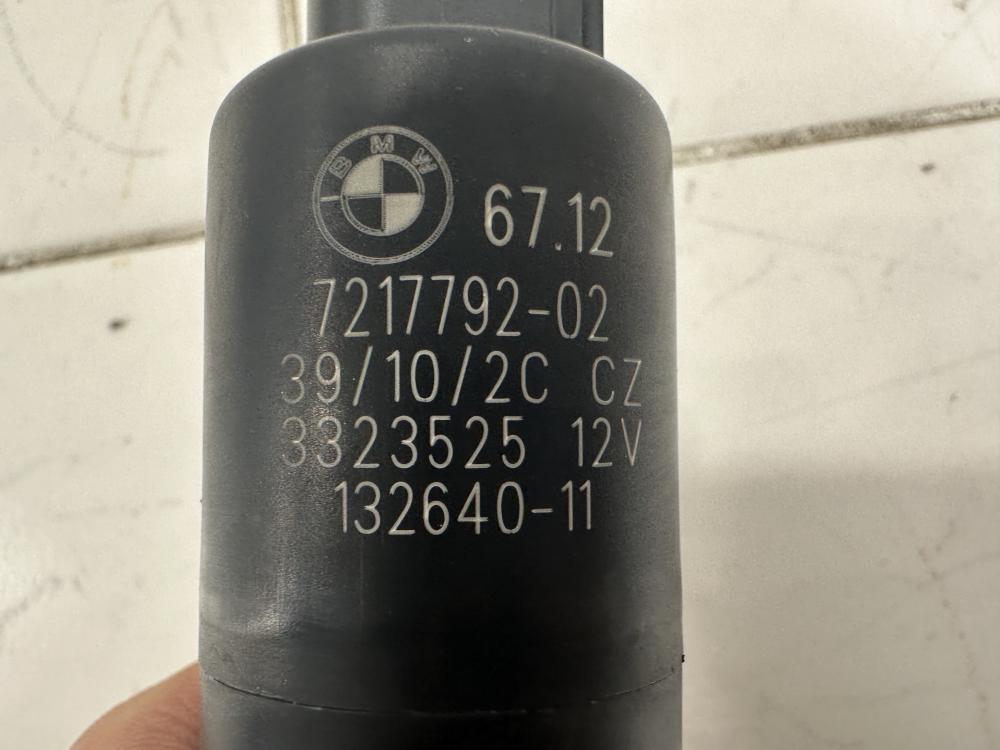 BMW
67.12
7217792-02
39/10/2C CZ
3323525 12V
132640-11